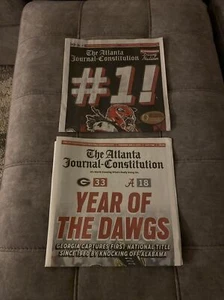 The Atlanta
Journal-Constitution
#1!
The Atlanta
Journal-Constitution
G 33 A 18
YEAR
OF THE DAWGS
GEORGIA CAPTURES FIRST NATIONAL TITLE
SINCE 1980 BY KNOCKING OFF ALABAMA